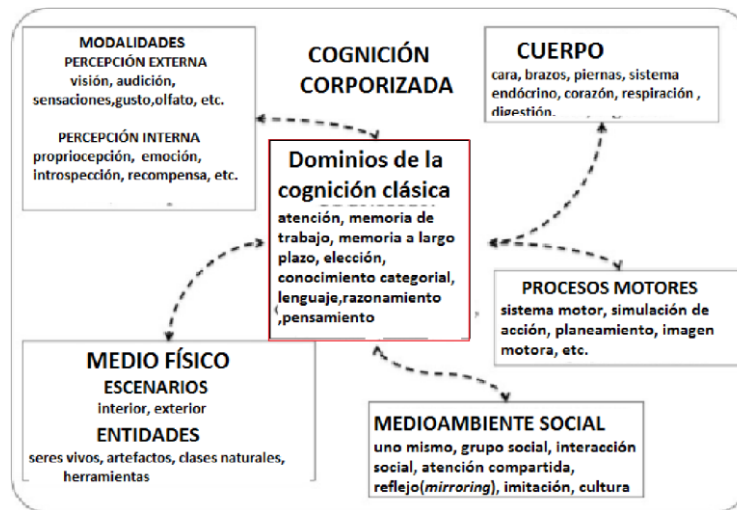 MODALIDADES
PERCEPCIÓN EXTERNA
visión, audición,
sensaciones,gusto,olfato, etc.
PERCEPCIÓN INTERNA
propriocepción, emoción,
introspección, recompensa, etc.
COGNICIÓN
CORPORIZADA
CUERPO
cara, brazos, piernas, sistema
endócrino, corazón, respiración ,
digestión,
Dominios de la
cognición clásica
atención, memoria de
trabajo, memoria a largo
plazo, elección,
conocimiento categorial,
lenguaje,razonamiento
,pensamiento
PROCESOS MOTORES
sistema motor, simulación de
acción, planeamiento, imagen
motora, etc.
MEDIO FÍSICO
ESCENARIOS
interior, exterior
ENTIDADES
seres vivos, artefactos, clases naturales,
herramientas
MEDIOAMBIENTE SOCIAL
uno mismo, grupo social, interacción
social, atención compartida,
reflejo(mirroring), imitación, cultura